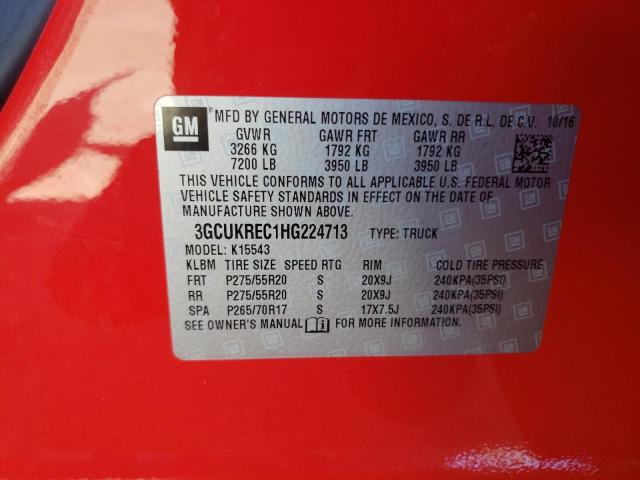 GM
MFD BY GENERAL MOTORS DE MEXICO, S. DE R.L. DE C.V. 10/16
GVWR GAWR FRT GAWR RR
3266 KG 1792 KG 1792 KG
7200 LB 3950 LB 3950 LB
THIS VEHICLE CONFORMS TO ALL APPLICABLE U.S. FEDERAL MOTOR
VEHICLE SAFETY STANDARDS IN EFFECT ON THE DATE OF
MANUFACTURE SHOWN ABOVE.
3GCUKREC1HG224713 TYPE: TRUCK
MODEL: K15543
KLBM TIRE SIZE SPEED RTG RIM COLD TIRE PRESSURE
FRT P275/55R20 S 20X9J 240KPA(35PSI)
RR P275/55R20 S 20X9J 240KPA(35PSI)
SPA P265/70R17 S 17X7.5J 240KPA(35PSI)
SEE OWNER'S MANUAL FOR MORE INFORMATION.